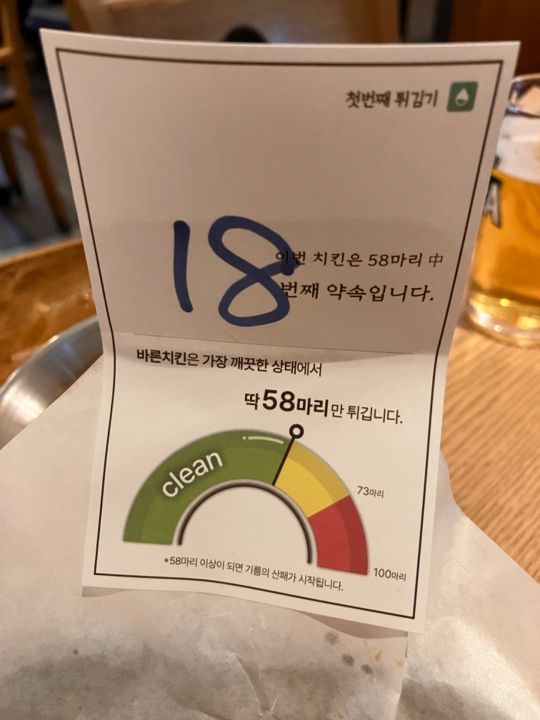 첫번째 튀김기
이번 치킨은 58마리 中
18 번째 약속입니다.
바른치킨은 가장 깨끗한 상태에서
딱 58마리만 튀깁니다.
clean
73마리
100마리
*58마리 이상이 되면 기름의 산패가 시작됩니다.
A